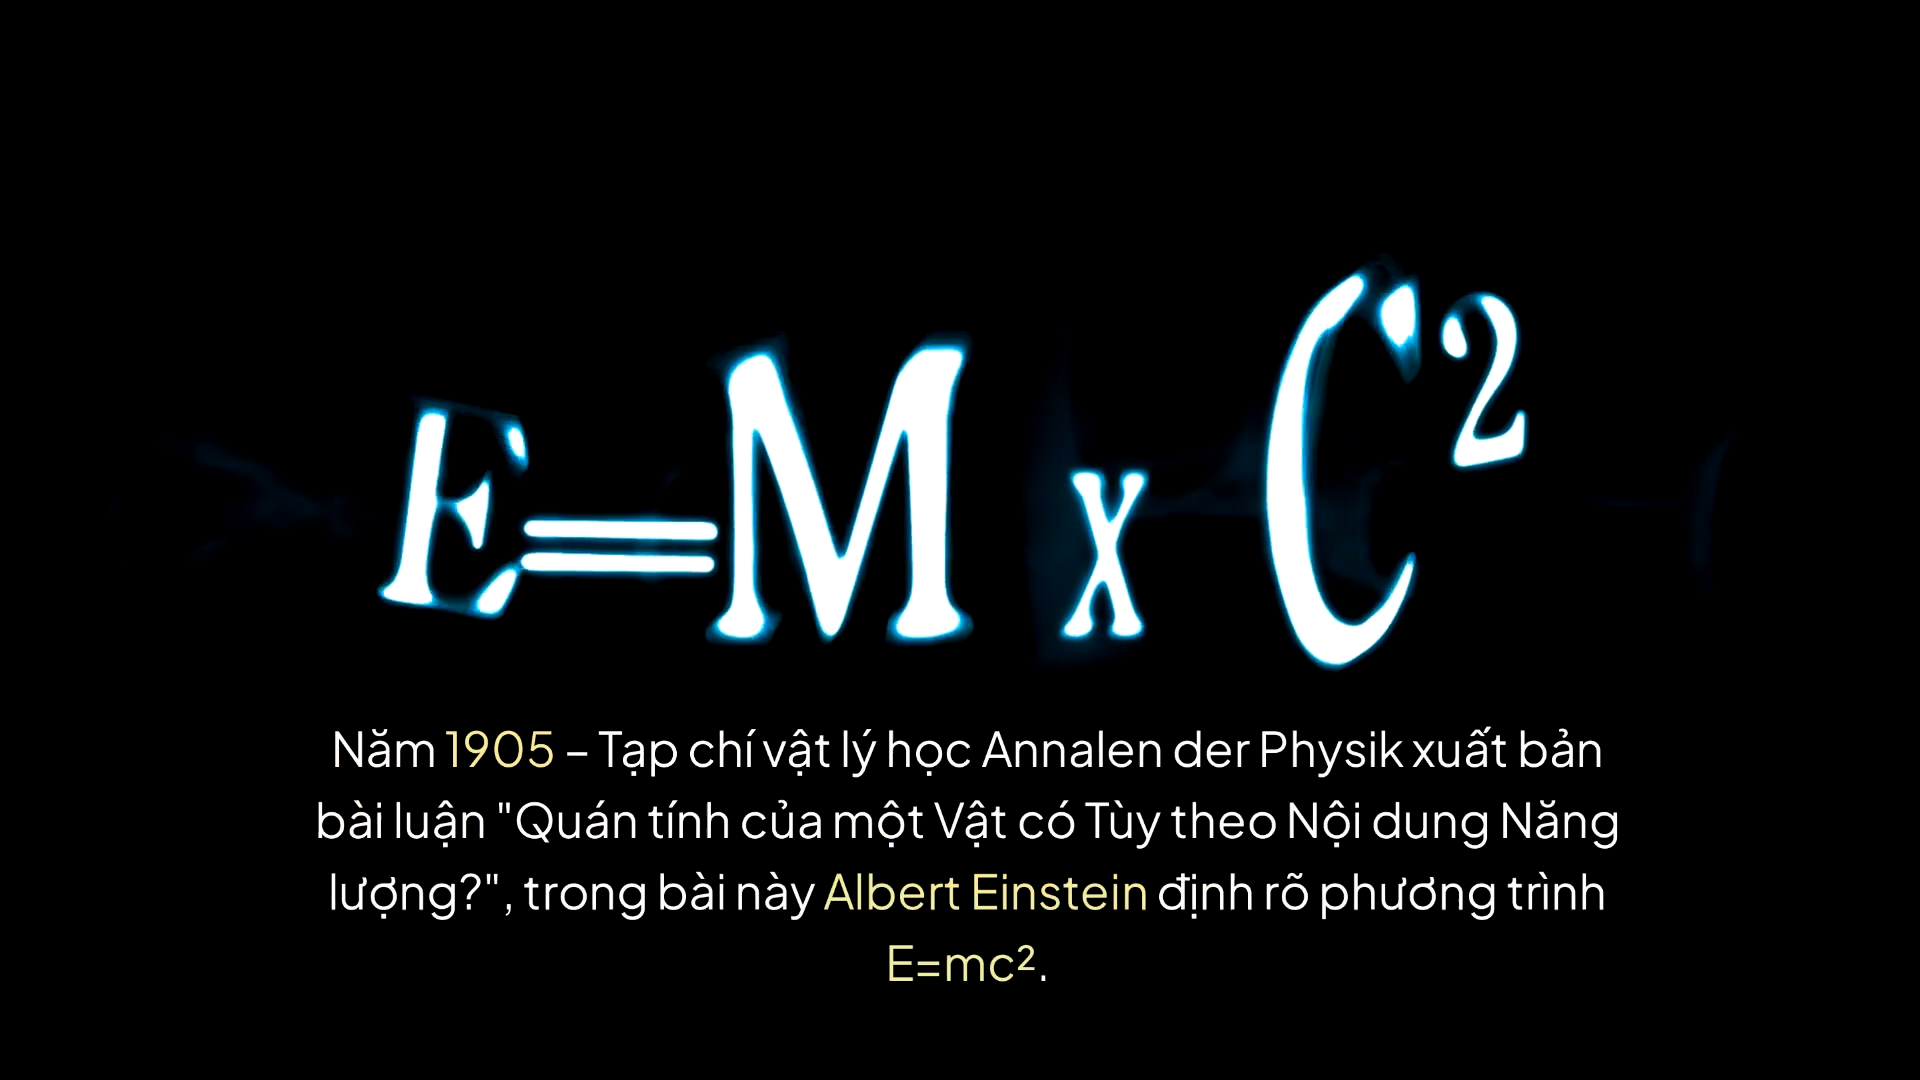 E=M x C²
Năm 1905 – Tạp chí vật lý học Annalen der Physik xuất bản
bài luận "Quán tính của một Vật có Tùy theo Nội dung Năng
lượng?", trong bài này Albert Einstein định rõ phương trình
E=mc².